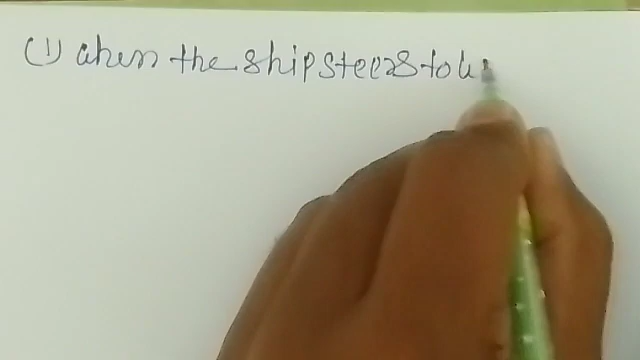 (1) when the ship steers to